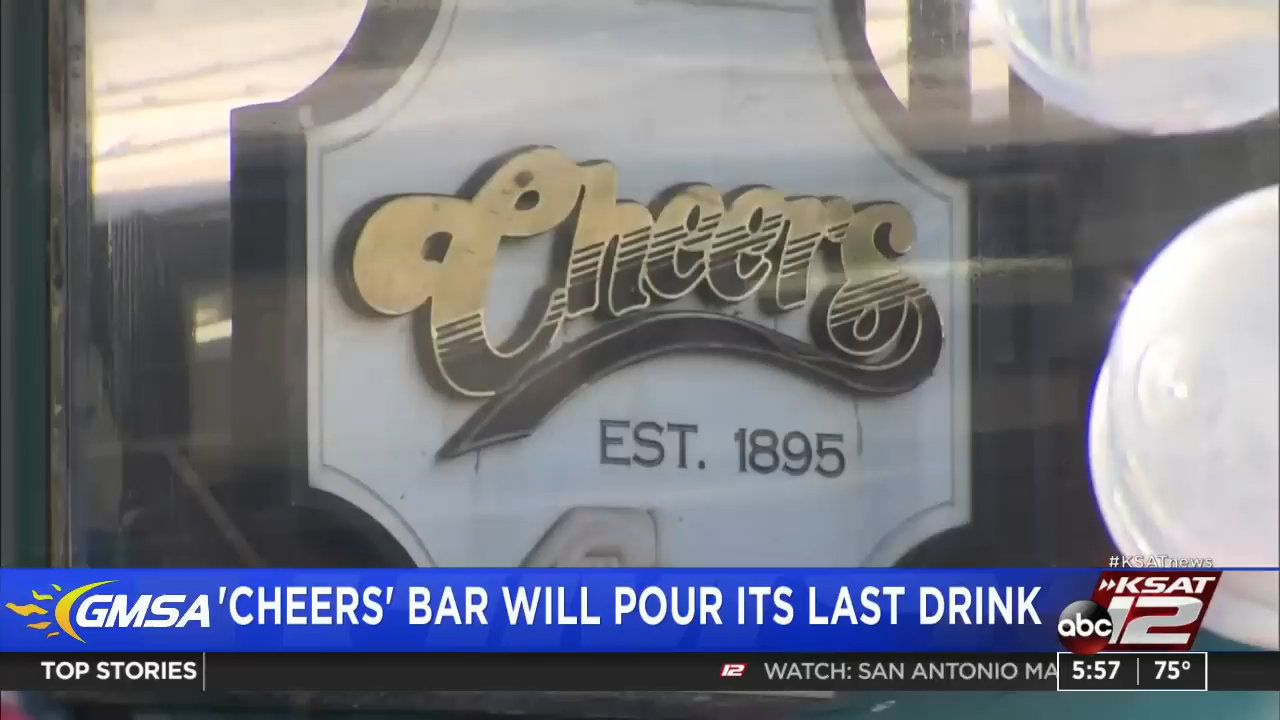 Cheers
EST. 1895
#KSATnews
GMSA 'CHEERS' BAR WILL POUR ITS LAST DRINK
abc KSAT 12
TOP STORIES
12 WATCH: SAN ANTONIO MA
5:57 75°